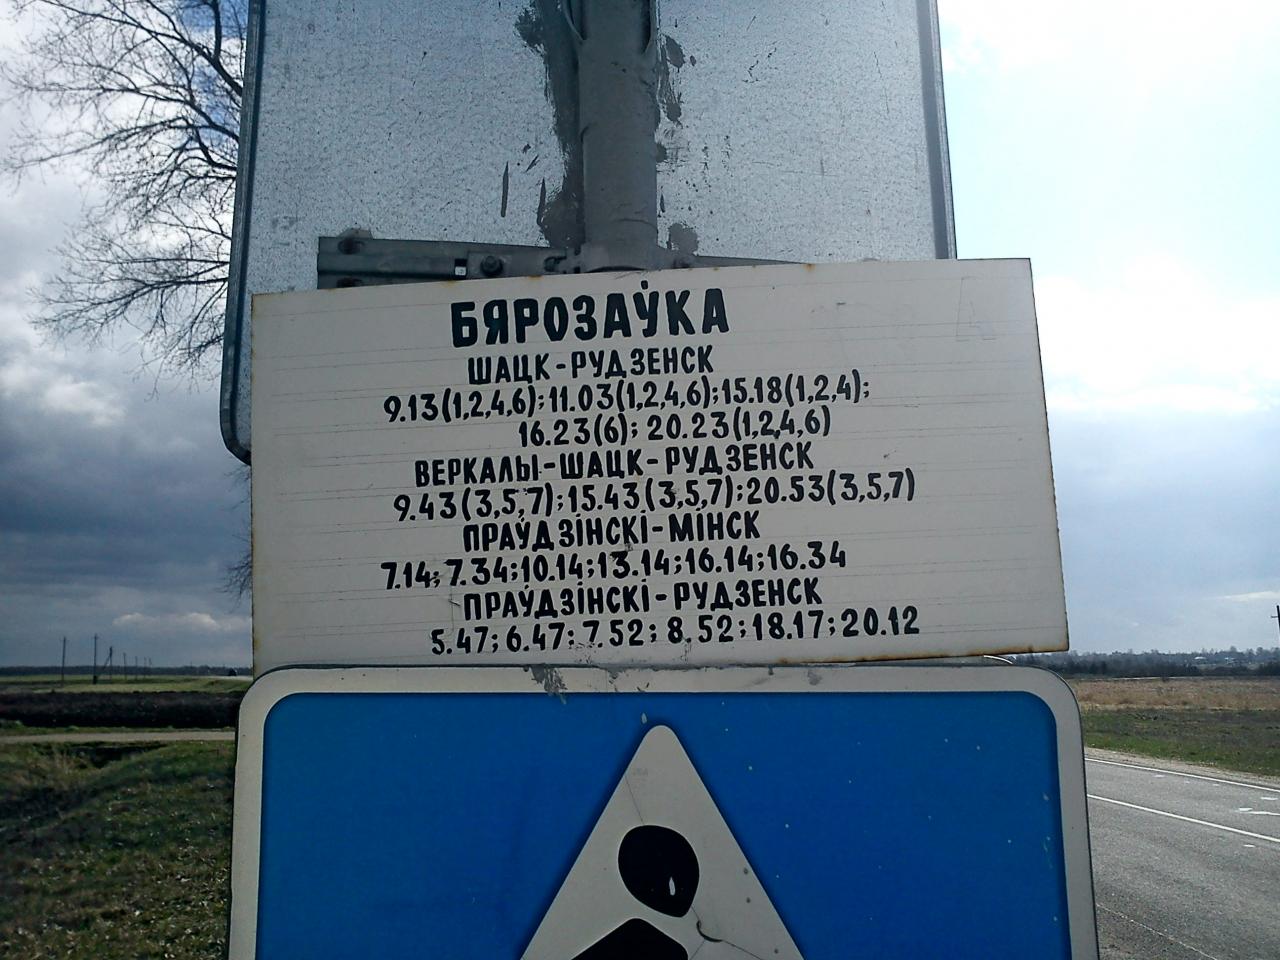 БЯРОЗАЎКА
ШАЦК-РУДЗЕНСК
9.13(1,2,4,6);11.03(1,2,4,6);15.18(1,2,4);
16.23(6); 20.23(1,2,4,6)
ВЕРКАЛЫ-ШАЦК-РУДЗЕНСК
9.43(3,5,7);15.43(3,5,7);20.53(3,5,7)
ПРАЎДЗІНСКІ-МІНСК
7.14; 7.34;10.14;13.14;16.14;16.34
ПРАЎДЗІНСКІ-РУДЗЕНСК
5.47; 6.47; 7.52; 8.52;18.17; 20.12